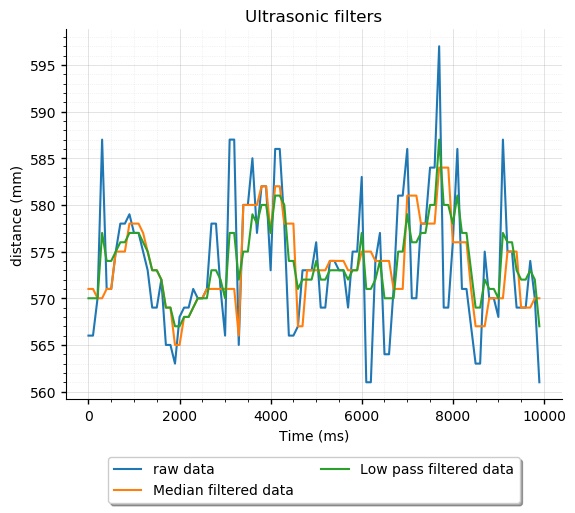 Ultrasonic filters
595
590
585
580
575
570
565
560
distance (mm)
0 2000 4000 6000 8000 10000
Time (ms)
raw data
Median filtered data
Low pass filtered data